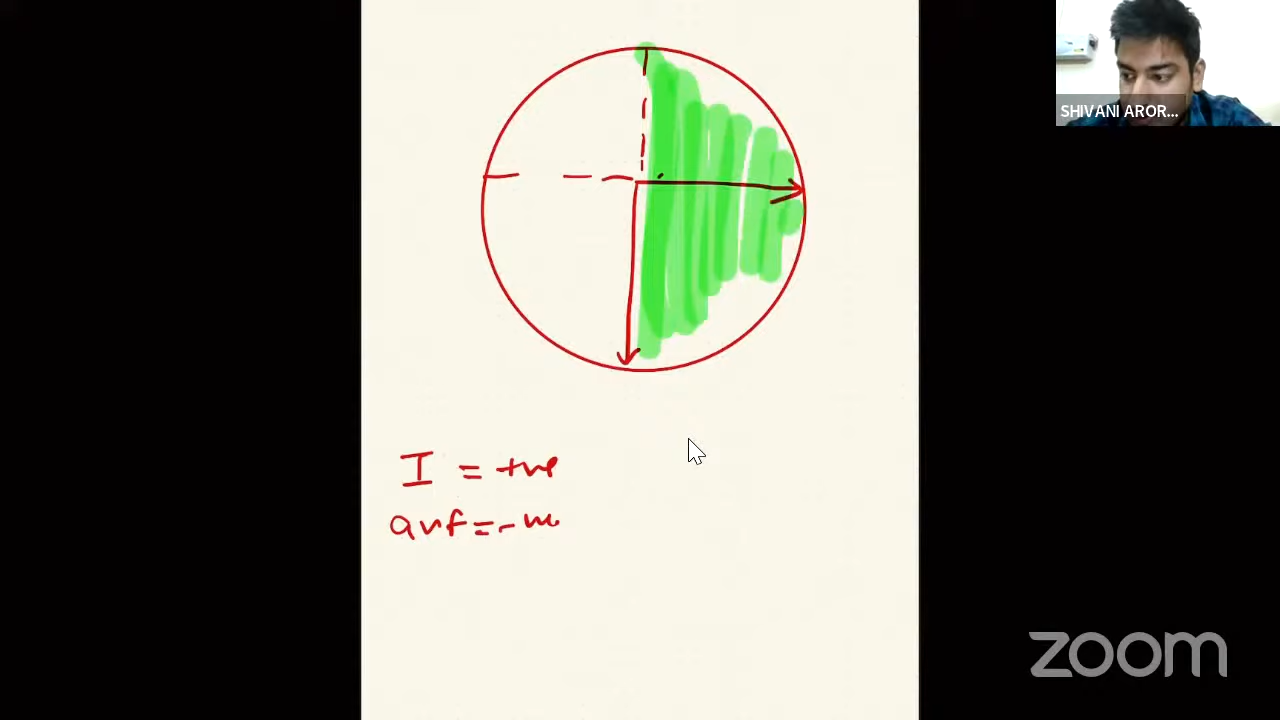 SHIVANI AROR...
I = +ve
avf = -ve
zoom